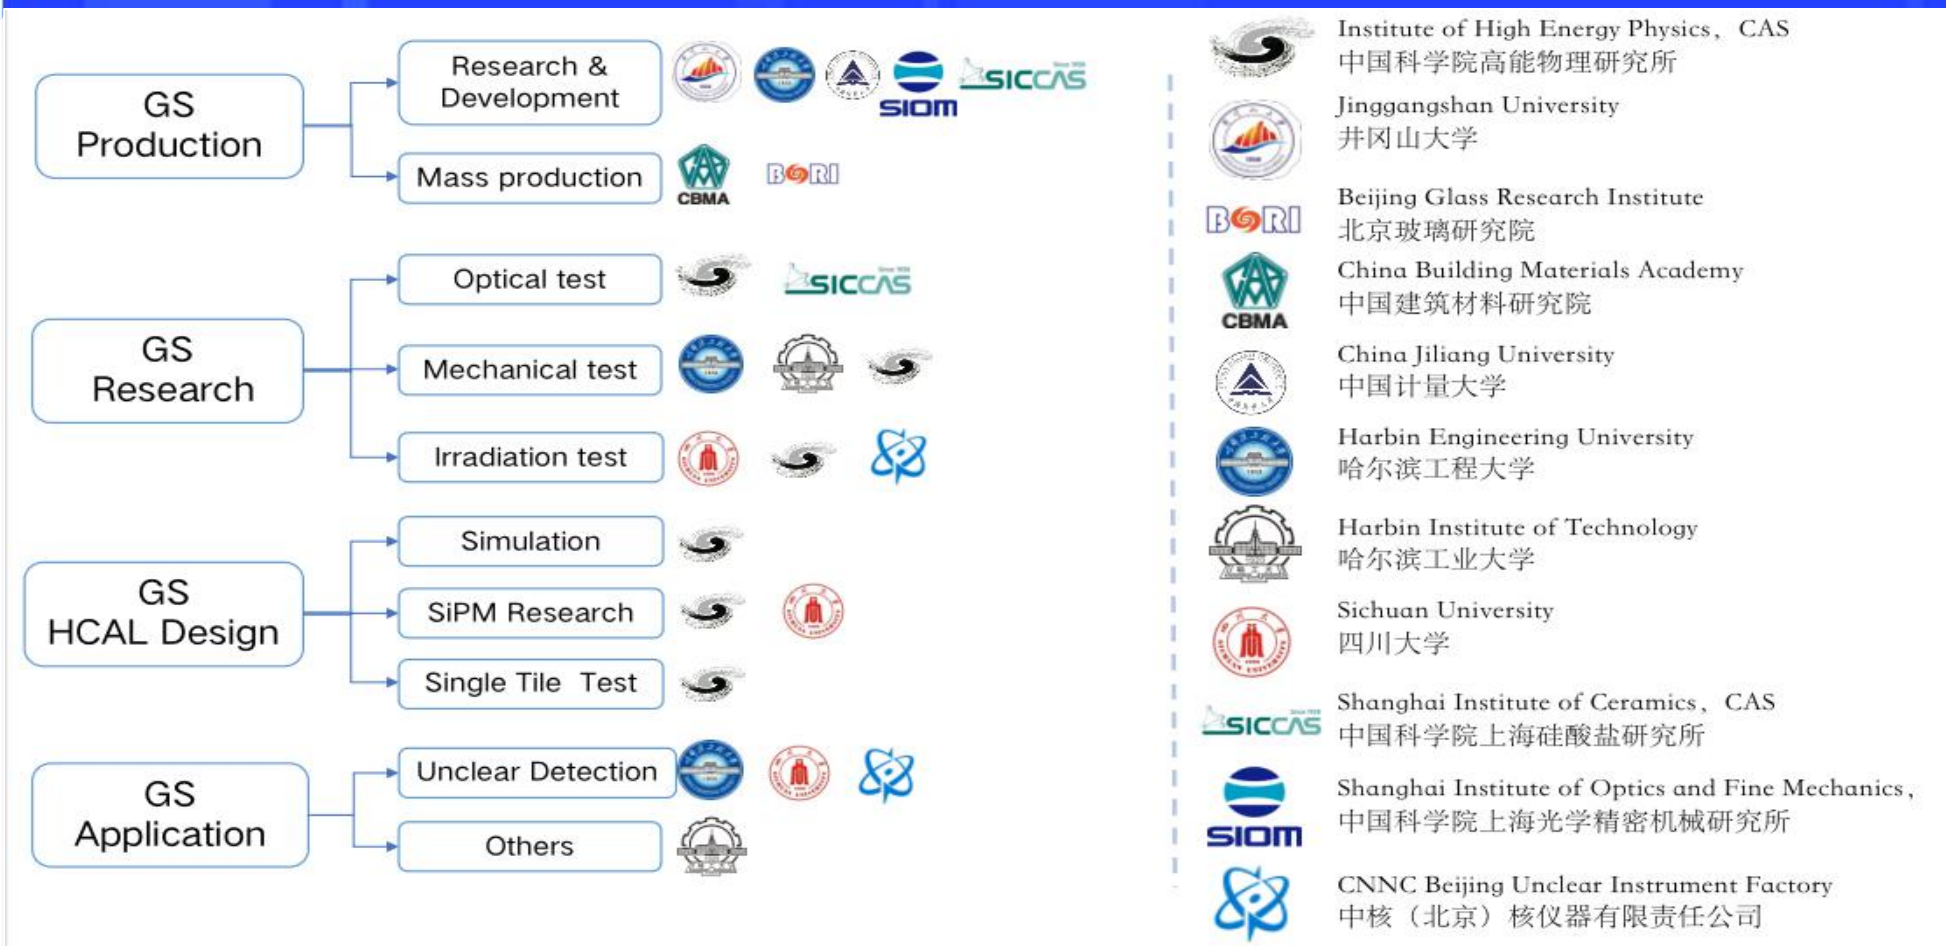 GS
Production
Research &
Development
SIOM
SICCAS
Mass production
CBMA
BGRI
GS
Research
Optical test
SICCAS
Mechanical test
Irradiation test
GS
HCAL Design
Simulation
SiPM Research
Single Tile Test
GS
Application
Unclear Detection
Others
Institute of High Energy Physics, CAS
中国科学院高能物理研究所
Jinggangshan University
井冈山大学
BGRI
Beijing Glass Research Institute
北京玻璃研究院
CBMA
China Building Materials Academy
中国建筑材料研究院
China Jiliang University
中国计量大学
Harbin Engineering University
哈尔滨工程大学
Harbin Institute of Technology
哈尔滨工业大学
Sichuan University
四川大学
SICCAS
Shanghai Institute of Ceramics, CAS
中国科学院上海硅酸盐研究所
SIOM
Shanghai Institute of Optics and Fine Mechanics,
中国科学院上海光学精密机械研究所
CNNC Beijing Unclear Instrument Factory
中核（北京）核仪器有限责任公司